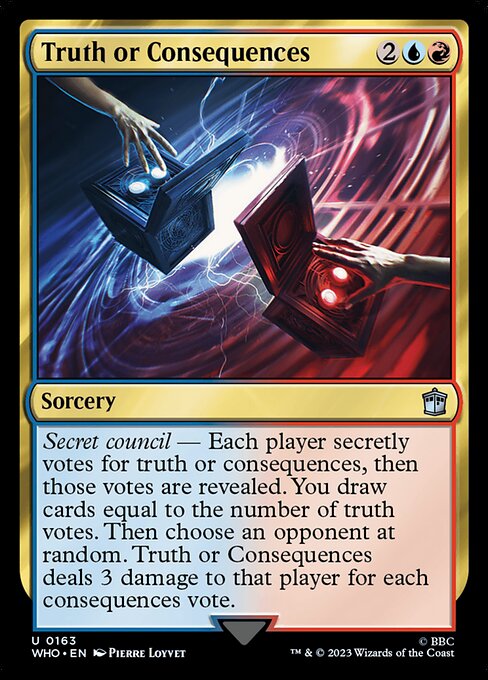 Truth or Consequences 2
Sorcery
Secret council — Each player secretly
votes for truth or consequences, then
those votes are revealed. You draw
cards equal to the number of truth
votes. Then choose an opponent at
random. Truth or Consequences
deals 3 damage to that player for each
consequences vote.
U 0163
WHO • EN Pierre Loyvet
© BBC
™ & © 2023 Wizards of the Coast